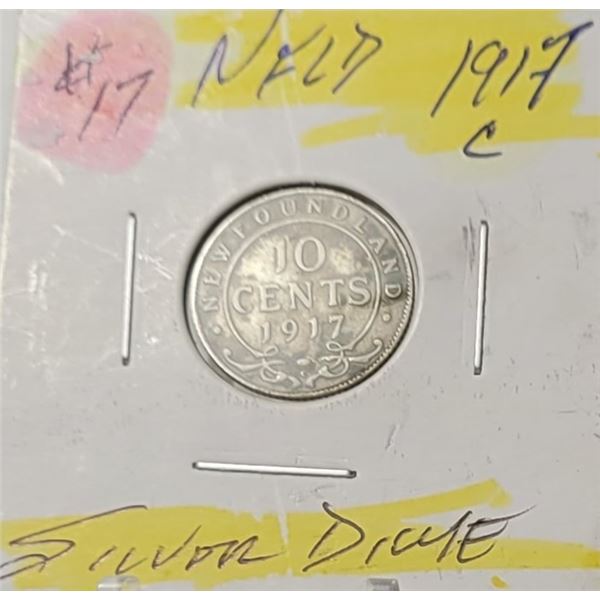 #17 NFLD 1917
C
NEWFOUNDLAND
10
CENTS
1917
SILVER DIME